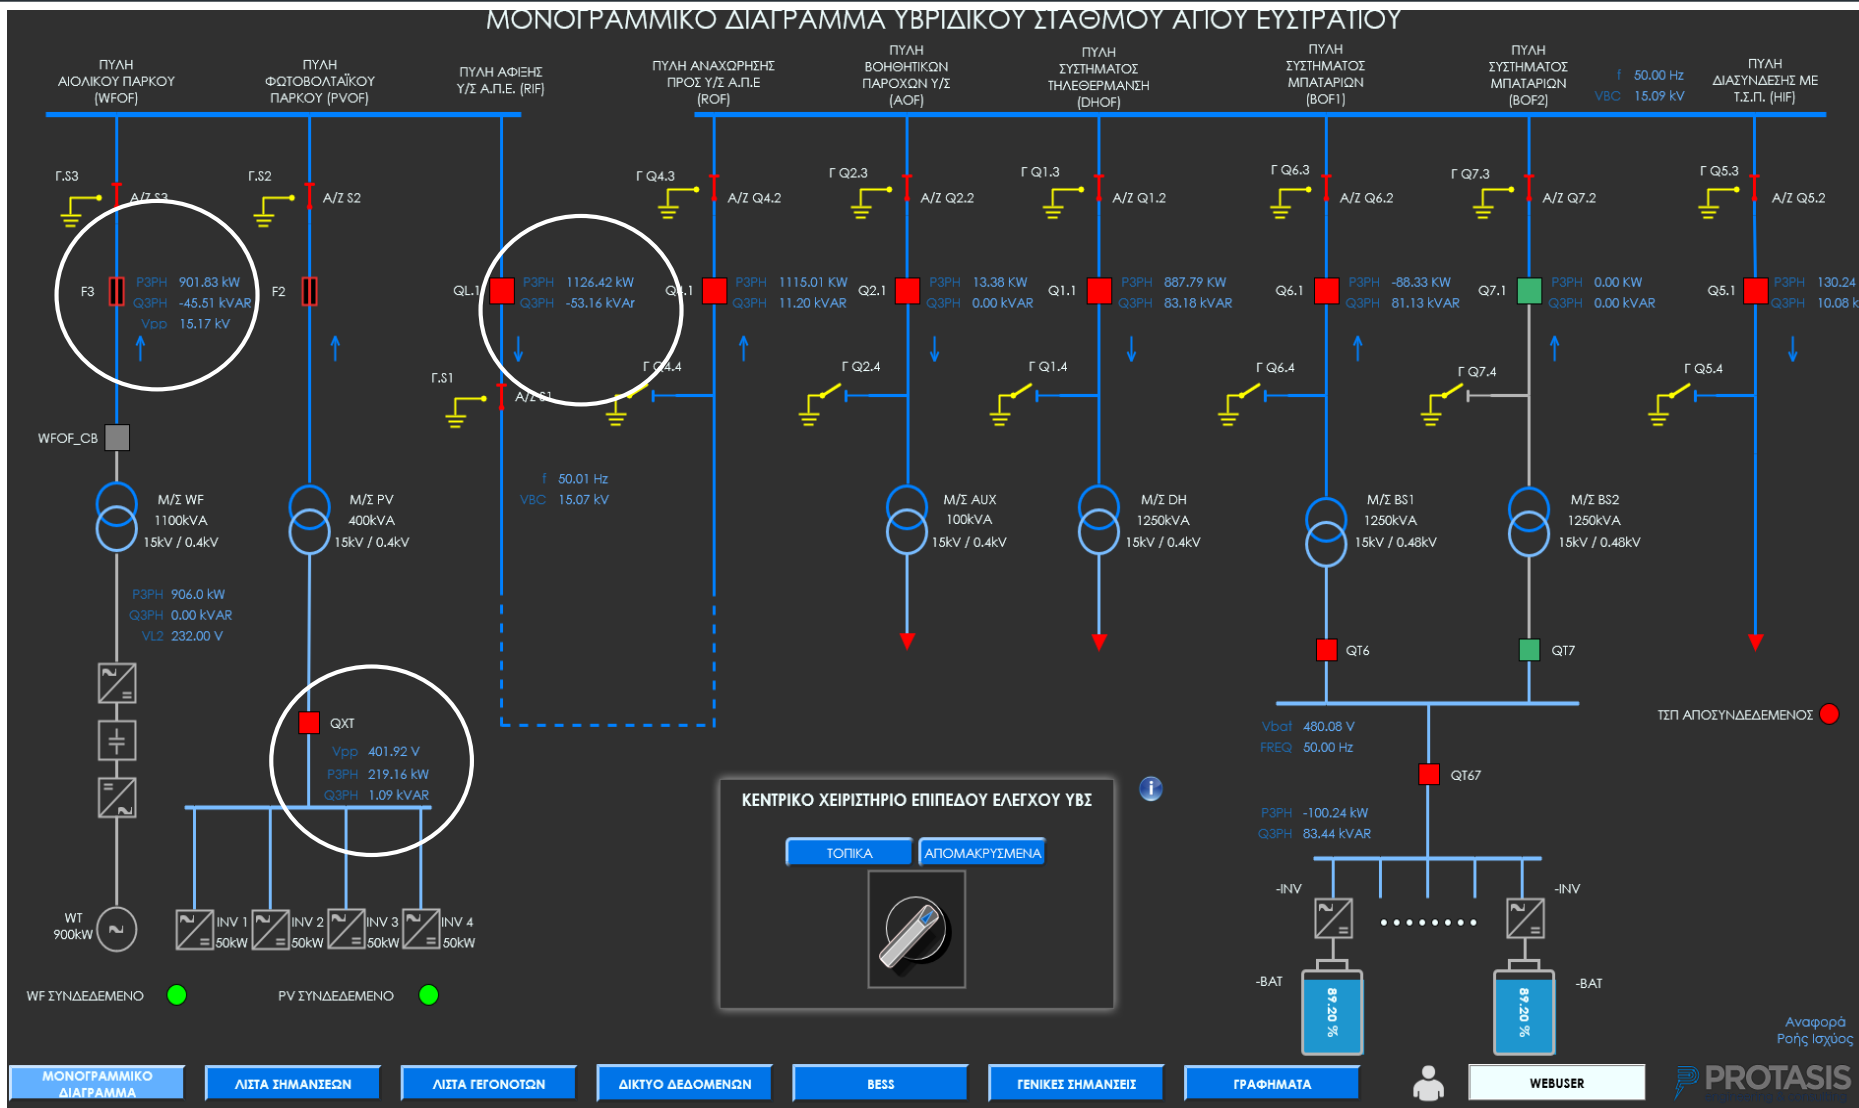 ΜΟΝΟΓΡΑΜΜΙΚΟ ΔΙΑΓΡΑΜΜΑ ΥΒΡΙΔΙΚΟΥ ΣΤΑΘΜΟΥ ΑΓΙΟΥ ΕΥΣΤΡΑΤΙΟΥ
ΠΥΛΗ
ΑΙΟΛΙΚΟΥ ΠΑΡΚΟΥ
(WFOF)
ΠΥΛΗ
ΦΩΤΟΒΟΛΤΑΪΚΟΥ
ΠΑΡΚΟΥ (PVOF)
ΠΥΛΗ ΑΦΙΞΗΣ
Υ/Σ Α.Π.Ε. (RIF)
ΠΥΛΗ ΑΝΑΧΩΡΗΣΗΣ
ΠΡΟΣ Υ/Σ Α.Π.Ε
(ROF)
ΠΥΛΗ
ΒΟΗΘΗΤΙΚΩΝ
ΠΑΡΟΧΩΝ Υ/Σ
(AOF)
ΠΥΛΗ
ΣΥΣΤΗΜΑΤΟΣ
ΤΗΛΕΘΕΡΜΑΝΣΗ
(DHOF)
ΠΥΛΗ
ΣΥΣΤΗΜΑΤΟΣ
ΜΠΑΤΑΡΙΩΝ
(BOF1)
ΠΥΛΗ
ΣΥΣΤΗΜΑΤΟΣ
ΜΠΑΤΑΡΙΩΝ
(BOF2)
f 50.00 Hz
VBC 15.09 kV
ΠΥΛΗ
ΔΙΑΣΥΝΔΕΣΗΣ ΜΕ
Τ.Σ.Π. (HIF)
Γ.S3
A/Z S3
Γ.S2
A/Z S2
Γ Q4.3
A/Z Q4.2
Γ Q2.3
A/Z Q2.2
Γ Q1.3
A/Z Q1.2
Γ Q6.3
A/Z Q6.2
Γ Q7.3
A/Z Q7.2
Γ Q5.3
A/Z Q5.2
F3
P3PH 901.83 kW
Q3PH -45.51 kVAR
Vpp 15.17 kV
F2
QL.1
P3PH 1126.42 kW
Q3PH -53.16 kVAr
Q4.1
P3PH 1115.01 KW
Q3PH 11.20 kVAR
Q2.1
P3PH 13.38 KW
Q3PH 0.00 kVAR
Q1.1
P3PH 887.79 KW
Q3PH 83.18 kVAR
Q6.1
P3PH -88.33 KW
Q3PH 81.13 kVAR
Q7.1
P3PH 0.00 KW
Q3PH 0.00 kVAR
Q5.1
P3PH 130.24
Q3PH 10.08 k
Γ.S1
A/Z S1
Γ Q4.4
Γ Q2.4
Γ Q1.4
Γ Q6.4
Γ Q7.4
Γ Q5.4
WFOF_CB
f 50.01 Hz
VBC 15.07 kV
Μ/Σ WF
1100kVA
15kV / 0.4kV
Μ/Σ PV
400kVA
15kV / 0.4kV
Μ/Σ AUX
100kVA
15kV / 0.4kV
Μ/Σ DH
1250kVA
15kV / 0.4kV
Μ/Σ BS1
1250kVA
15kV / 0.48kV
Μ/Σ BS2
1250kVA
15kV / 0.48kV
P3PH 906.0 kW
Q3PH 0.00 kVAR
VL2 232.00 V
QT6
QT7
ΤΣΠ ΑΠΟΣΥΝΔΕΔΕΜΕΝΟΣ
QXT
Vpp 401.92 V
P3PH 219.16 kW
Q3PH 1.09 kVAR
Vbat 480.08 V
FREQ 50.00 Hz
QT67
P3PH -100.24 kW
Q3PH 83.44 kVAR
ΚΕΝΤΡΙΚΟ ΧΕΙΡΙΣΤΗΡΙΟ ΕΠΙΠΕΔΟΥ ΕΛΕΓΧΟΥ ΥΒΣ
i
ΤΟΠΙΚΑ
ΑΠΟΜΑΚΡΥΣΜΕΝΑ
-INV
-INV
WT
900kW
INV 1
50kW
INV 2
50kW
INV 3
50kW
INV 4
50kW
-BAT
89.20 %
89.20 %
-BAT
WF ΣΥΝΔΕΔΕΜΕΝΟ
PV ΣΥΝΔΕΔΕΜΕΝΟ
Αναφορά
Ροής Ισχύος
ΜΟΝΟΓΡΑΜΜΙΚΟ
ΔΙΑΓΡΑΜΜΑ
ΛΙΣΤΑ ΣΗΜΑΝΣΕΩΝ
ΛΙΣΤΑ ΓΕΓΟΝΟΤΩΝ
ΔΙΚΤΥΟ ΔΕΔΟΜΕΝΩΝ
BESS
ΓΕΝΙΚΕΣ ΣΗΜΑΝΣΕΙΣ
ΓΡΑΦΗΜΑΤΑ
WEBUSER
PROTASIS
engineering & consulting